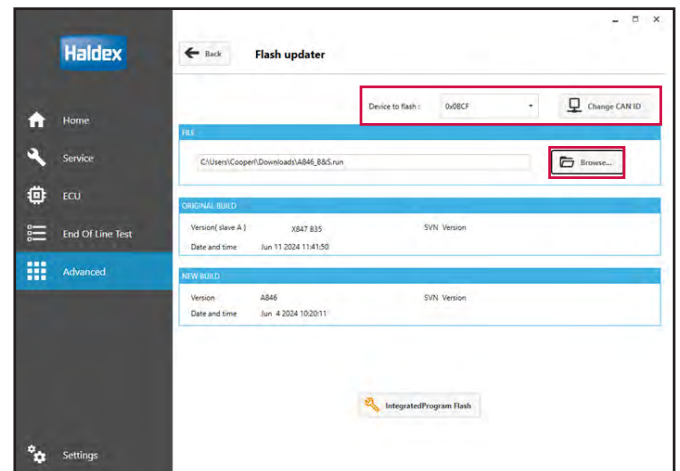 Haldex
Back
Flash updater
Device to flash :
0x0BCF
Change CAN ID
Home
Service
ECU
End Of Line Test
Advanced
Settings
FILE
C:\Users\CooperI\Downloads\A846_B&S.run
Browse...
ORIGINAL BUILD
Version( slave A )
X847 B35
SVN Version
Date and time
Jun 11 2024 11:41:50
NEW BUILD
Version
A846
SVN Version
Date and time
Jun 4 2024 10:20:11
IntegratedProgram Flash